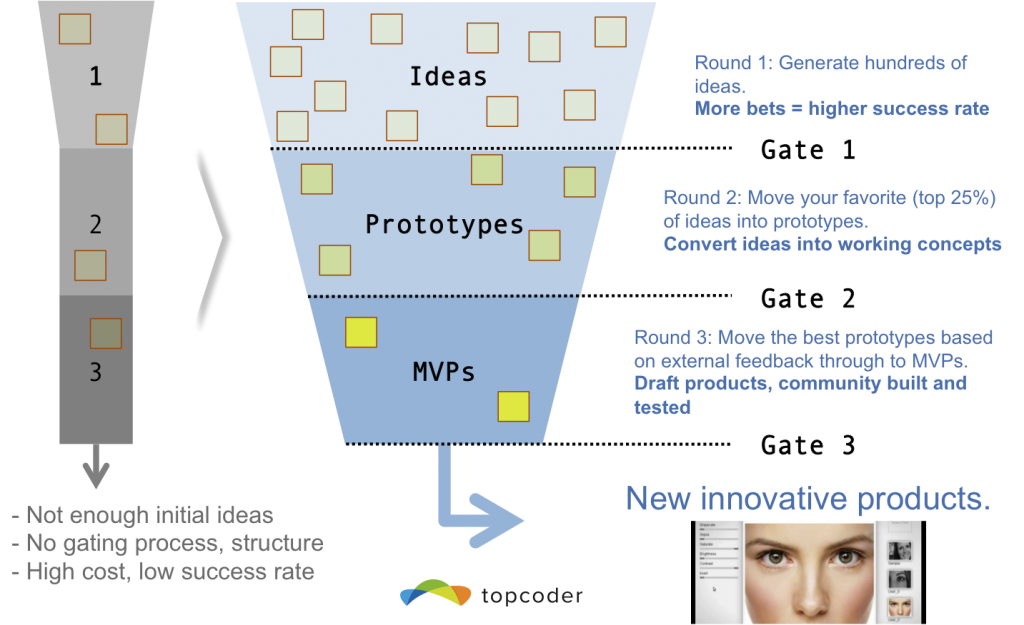 1
2
3
- Not enough initial ideas
- No gating process, structure
- High cost, low success rate
Ideas
Prototypes
MVPs
Round 1: Generate hundreds of
ideas.
More bets = higher success rate
Gate 1
Round 2: Move your favorite (top 25%)
of ideas into prototypes.
Convert ideas into working concepts
Gate 2
Round 3: Move the best prototypes based
on external feedback through to MVPs.
Draft products, community built and
tested
Gate 3
New innovative products.
topcoder
Brightness
Contrast